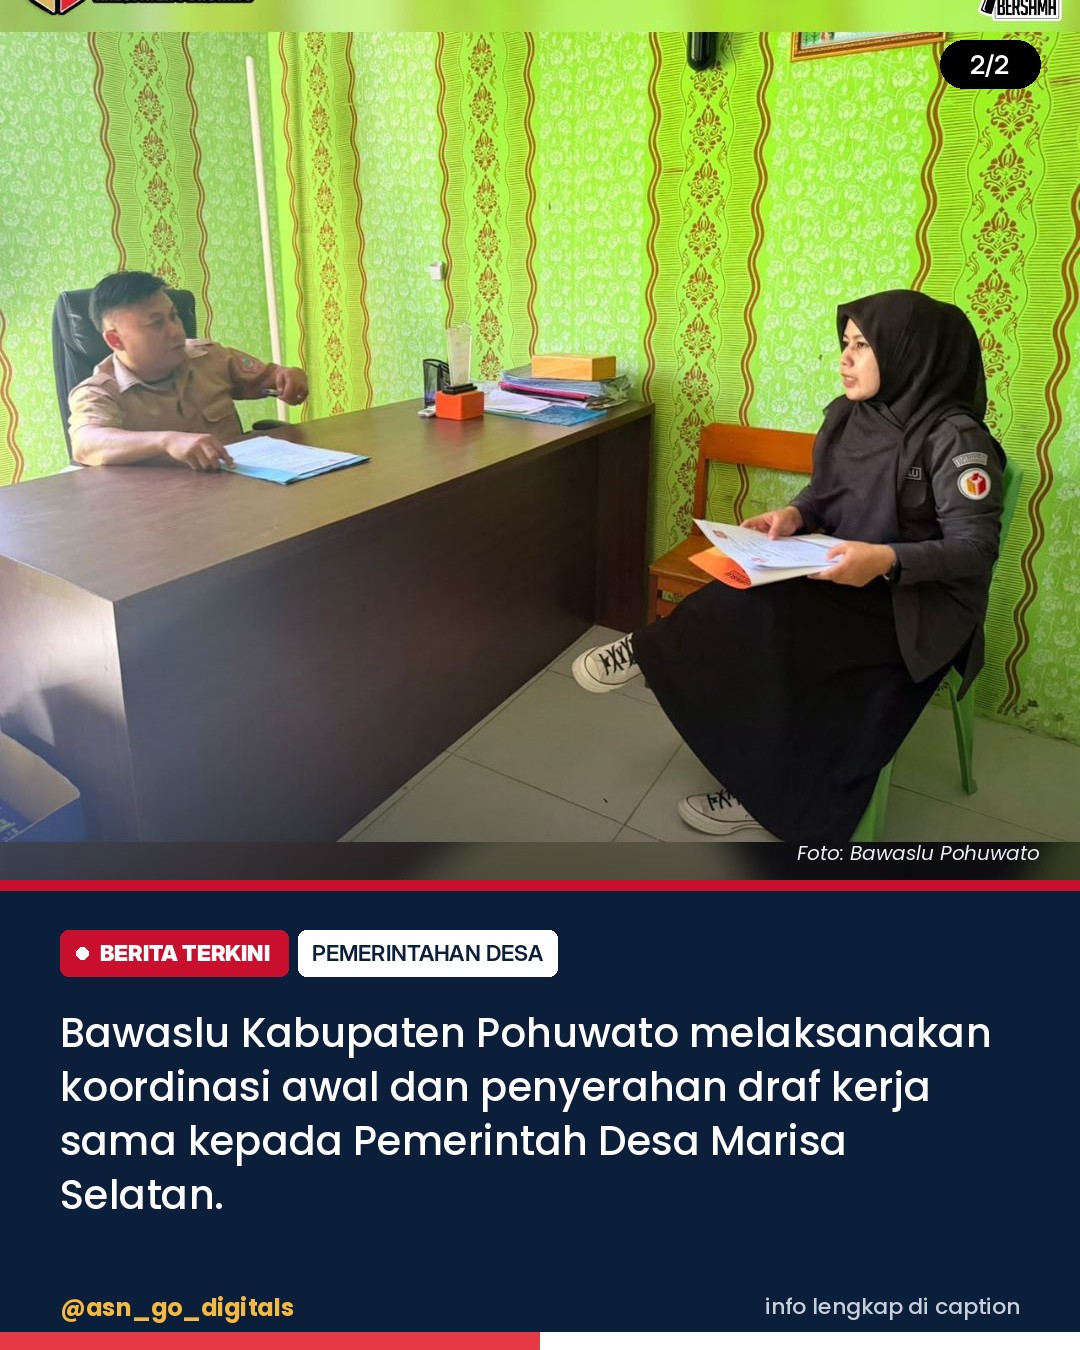 BERSAMA
2/2
Foto: Bawaslu Pohuwato
BERITA TERKINI
PEMERINTAHAN DESA
Bawaslu Kabupaten Pohuwato melaksanakan
koordinasi awal dan penyerahan draf kerja
sama kepada Pemerintah Desa Marisa
Selatan.
@asn_go_digitals
info lengkap di caption